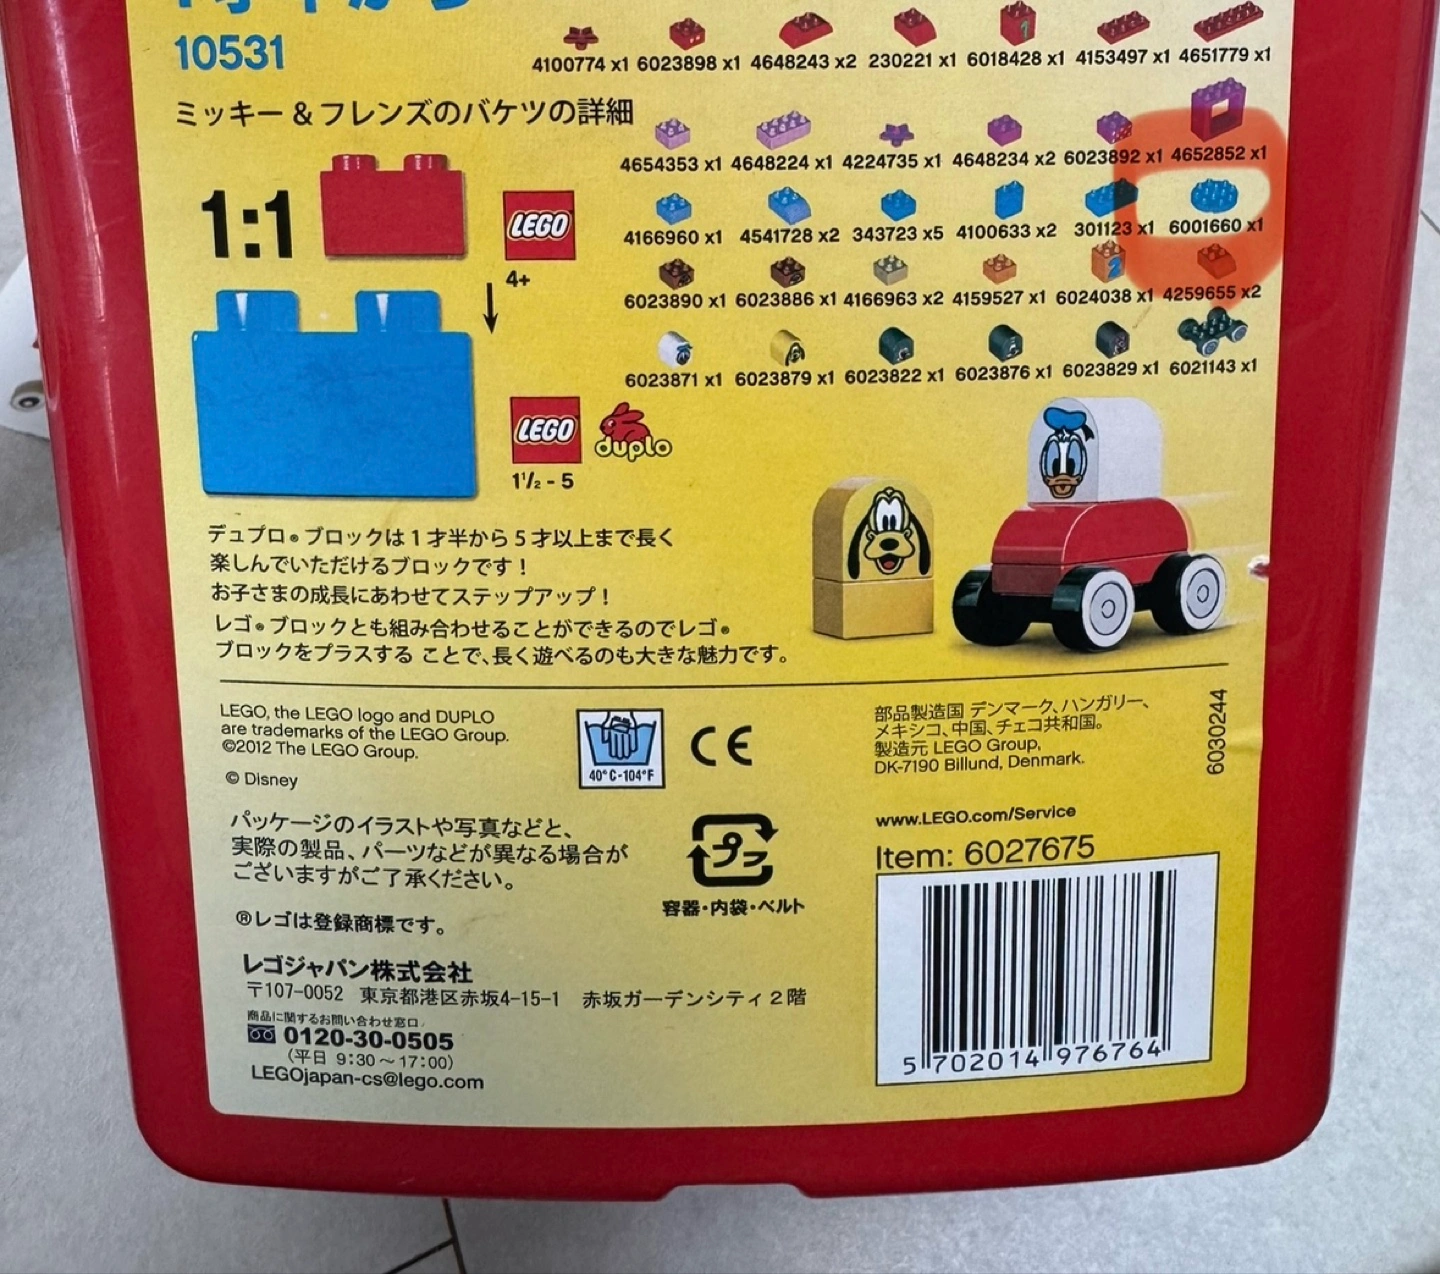 10531
4100774 x1 6023898 x1 4648243 x2 230221 x1 6018428 x1 4153497 x1 4651779 x1
ミッキー & フレンズのバケツの詳細
4654353 x1 4648224 x1 4224735 x1 4648234 x2 6023892 x1 4652852 x1
1:1
LEGO
4+
4166960 x1 4541728 x2 343723 x5 4100633 x2 301123 x1 6001660 x1
6023890 x1 6023886 x1 4166963 x2 4159527 x1 6024038 x1 4259655 x2
6023871 x1 6023879 x1 6023822 x1 6023876 x1 6023829 x1 6021143 x1
LEGO duplo
1½ - 5
デュプロ®ブロックは1才半から5才以上まで長く
楽しんでいただけるブロックです！
お子さまの成長にあわせてステップアップ！
レゴ®ブロックとも組み合わせることができるのでレゴ®
ブロックをプラスする ことで、長く遊べるのも大きな魅力です。
LEGO, the LEGO logo and DUPLO
are trademarks of the LEGO Group.
©2012 The LEGO Group.
© Disney
40°C-104°F
CE
部品製造国 デンマーク、ハンガリー、
メキシコ、中国、チェコ共和国。
製造元 LEGO Group,
DK-7190 Billund, Denmark.
6030244
www.LEGO.com/Service
Item: 6027675
パッケージのイラストや写真などと、
実際の製品、パーツなどが異なる場合が
ございますがご了承ください。
プラ
容器・内袋・ベルト
®レゴは登録商標です。
レゴジャパン株式会社
〒107-0052 東京都港区赤坂4-15-1 赤坂ガーデンシティ2階
商品に関するお問い合わせ窓口
0120-30-0505
(平日 9:30～17:00)
LEGOjapan-cs@lego.com
5 702014 976764